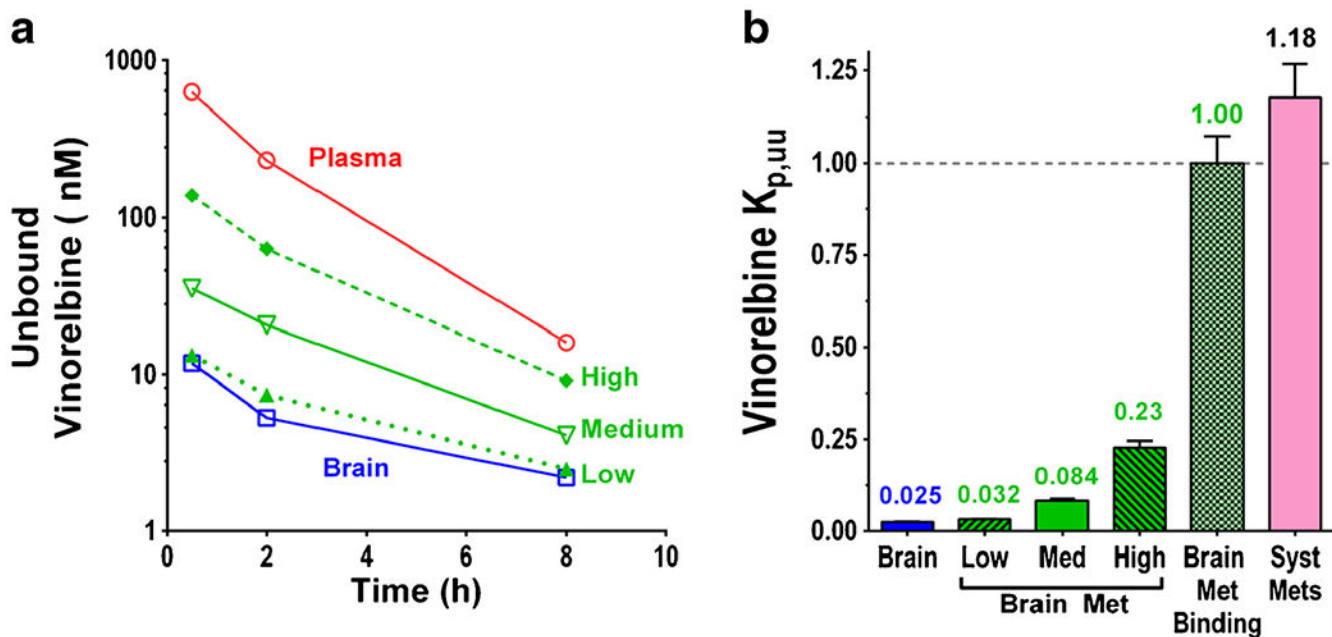 a
Unbound
Vinorelbine ( nM)
1000
100
10
1
0
2
4
6
8
10
Time (h)
Plasma
High
Medium
Low
Brain
b
Vinorelbine Kp,uu
1.25
1.00
0.75
0.50
0.25
0.00
0.025
0.032
0.084
0.23
1.00
1.18
Brain
Low
Med
High
Brain Met
Brain
Met
Binding
Syst
Mets